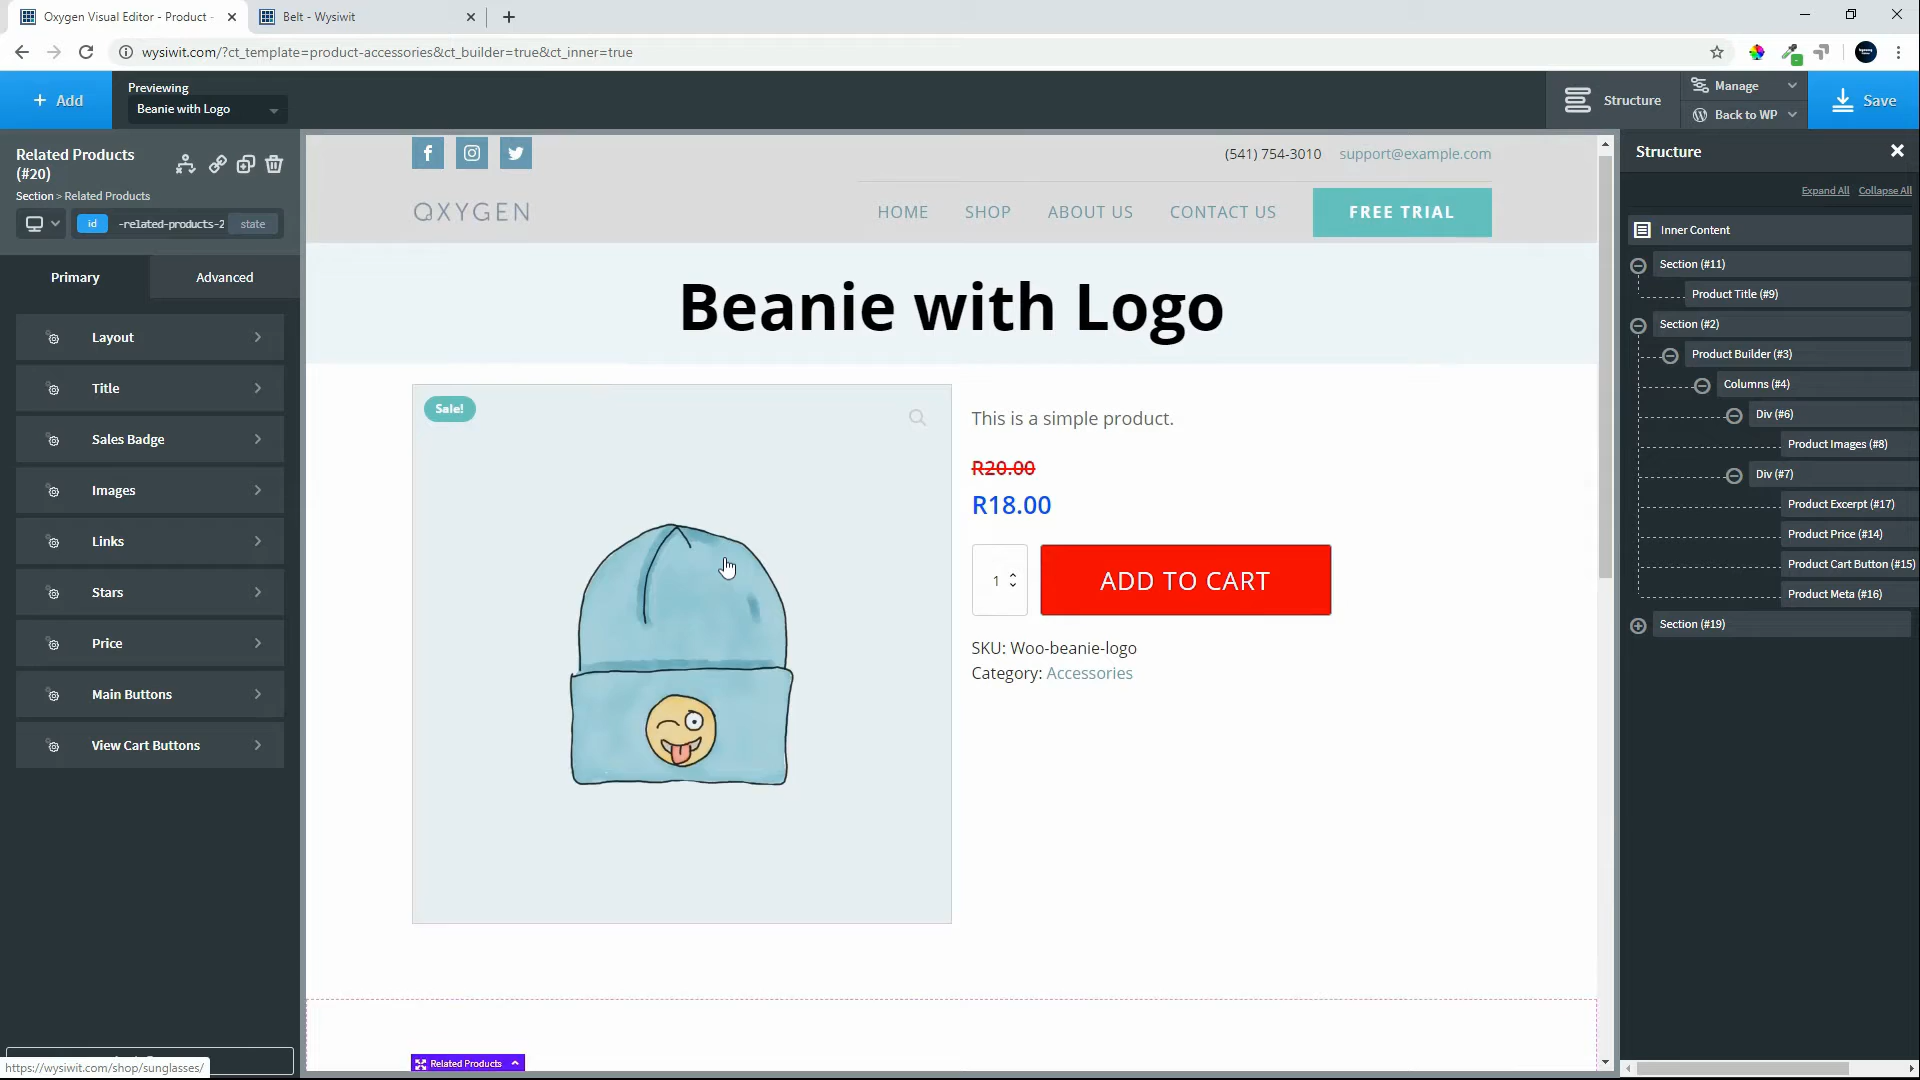 Oxygen Visual Editor - Product -
Belt - Wysiwit
wysiwit.com/?ct_template=product-accessories&ct_builder=true&ct_inner=true
Add
Previewing
Beanie with Logo
Structure
Manage
Back to WP
Save
Related Products
(#20)
Section > Related Products
id
-related-products-2
state
Primary
Advanced
Layout
Title
Sales Badge
Images
Links
Stars
Price
Main Buttons
View Cart Buttons
https://wysiwit.com/shop/sunglasses/
(541) 754-3010
support@example.com
OXYGEN
HOME
SHOP
ABOUT US
CONTACT US
FREE TRIAL
Beanie with Logo
Sale!
This is a simple product.
R20.00
R18.00
1
ADD TO CART
SKU: Woo-beanie-logo
Category: Accessories
Related Products
Structure
Expand All
Collapse All
Inner Content
Section (#11)
Product Title (#9)
Section (#2)
Product Builder (#3)
Columns (#4)
Div (#6)
Product Images (#8)
Div (#7)
Product Excerpt (#17)
Product Price (#14)
Product Cart Button (#15)
Product Meta (#16)
Section (#19)